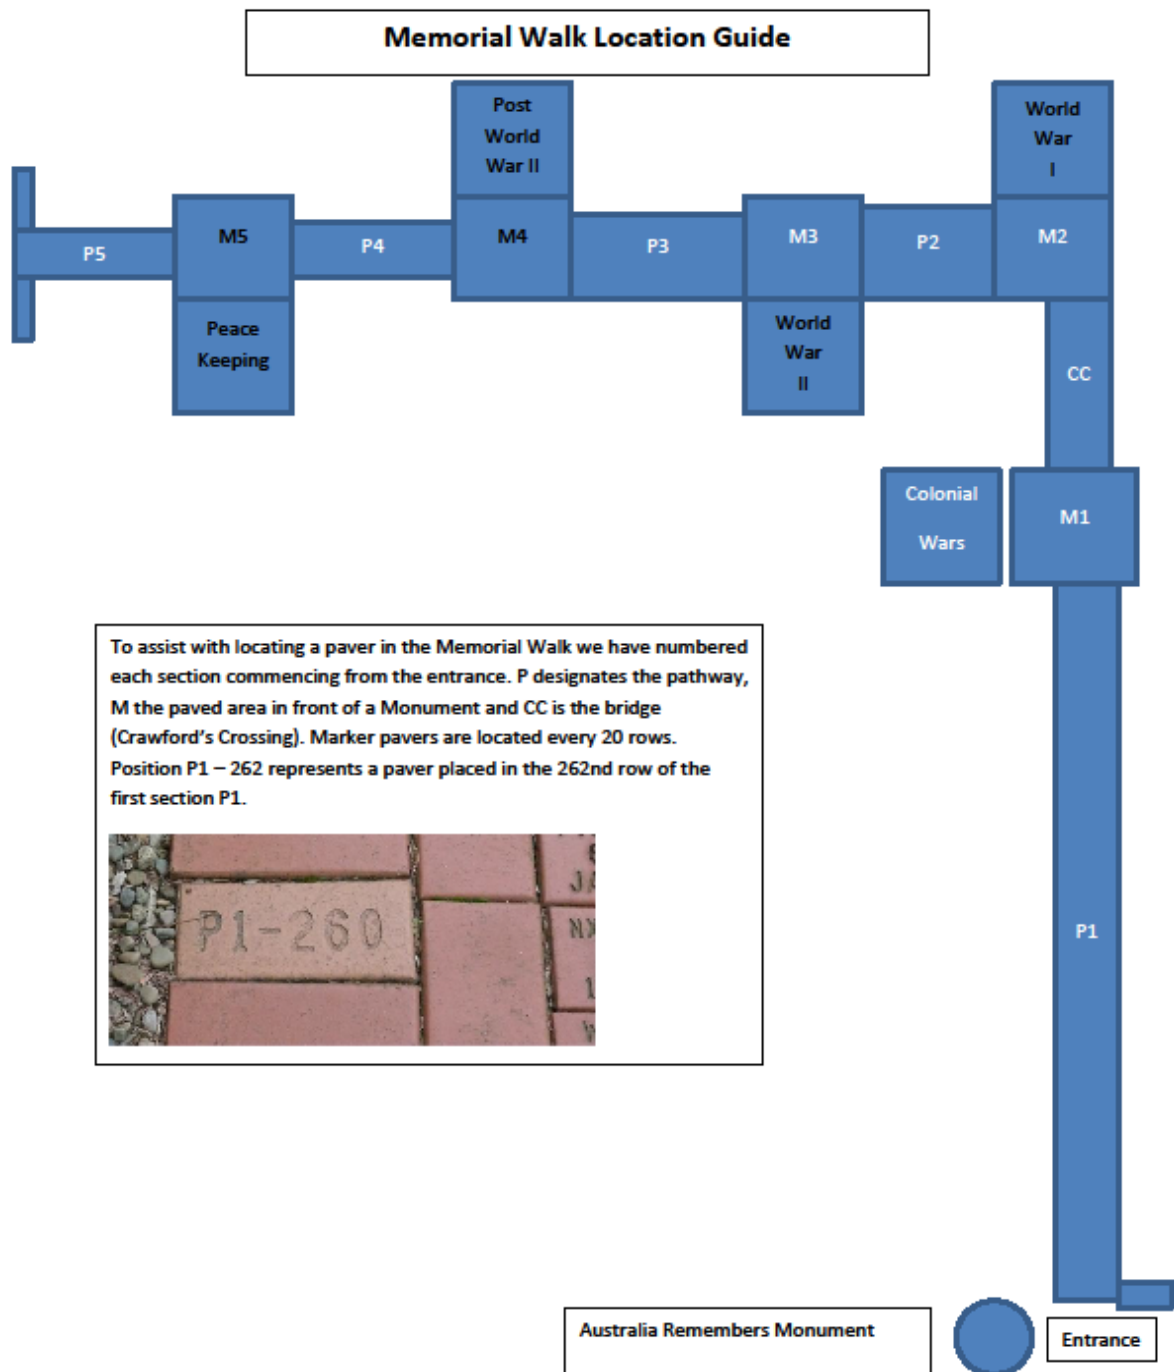 Memorial Walk Location Guide
Post
World
War II
World
War
I
M5
P4
M4
P3
M3
P2
M2
P5
Peace
Keeping
World
War
II
CC
Colonial
Wars
M1
To assist with locating a paver in the Memorial Walk we have numbered
each section commencing from the entrance. P designates the pathway,
M the paved area in front of a Monument and CC is the bridge
(Crawford's Crossing). Marker pavers are located every 20 rows.
Position P1 – 262 represents a paver placed in the 262nd row of the
first section P1.
P1-260
JA
NX
P1
Australia Remembers Monument
Entrance